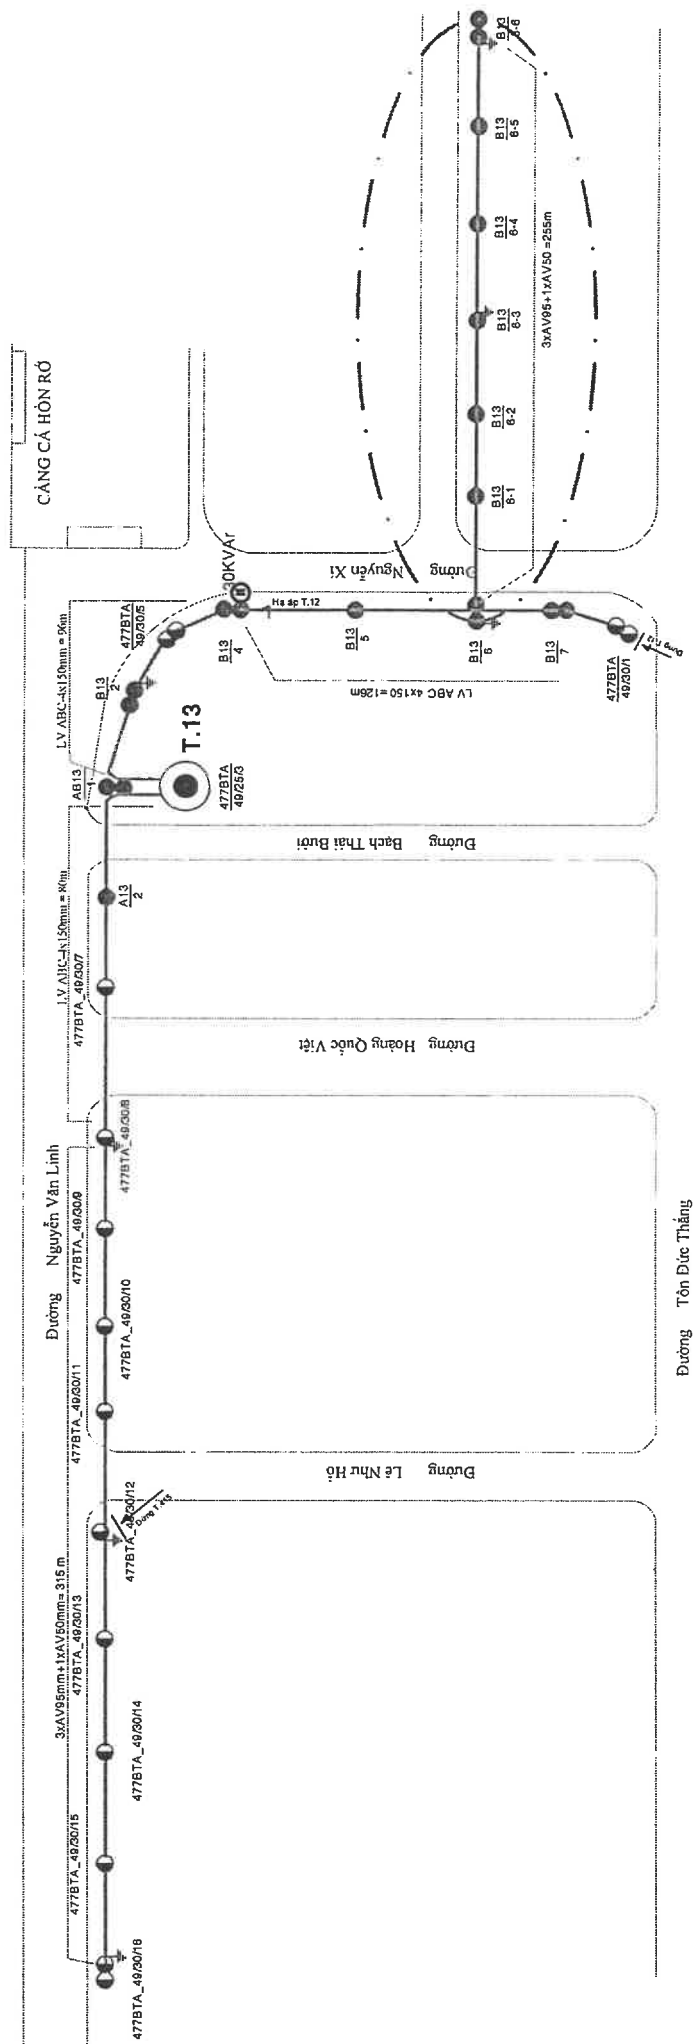 B13
6-6
B13
6-5
B13
6-4
3xAV95+1xAV50=255m
B13
6-3
B13
6-2
B13
6-1
CẢNG CÁ HÒN RỚ
Đường Nguyễn Xí
30KVAr
Hạ áp T.12
477BTA
49/30/5
B13
4
B13
5
B13
6
B13
7
477BTA
49/30/1
Dừng T.12
LV ABC 4x150=126m
LV ABC-4x150mm = 96m
B13
2
AB13
1
T.13
477BTA
49/25/3
Đường Bạch Thái Bưởi
LV ABC-4x150mm = 80m
A13
2
477BTA_49/30/7
Đường Hoàng Quốc Việt
477BTA_49/30/8
Đường Nguyễn Văn Linh
477BTA_49/30/9
477BTA_49/30/10
477BTA_49/30/11
Đường Tôn Đức Thắng
Đường Lê Như Hổ
477BTA_49/30/12
3xAV95mm+1xAV50mm= 315 m
477BTA_49/30/13
477BTA_49/30/14
477BTA_49/30/15
477BTA_49/30/16